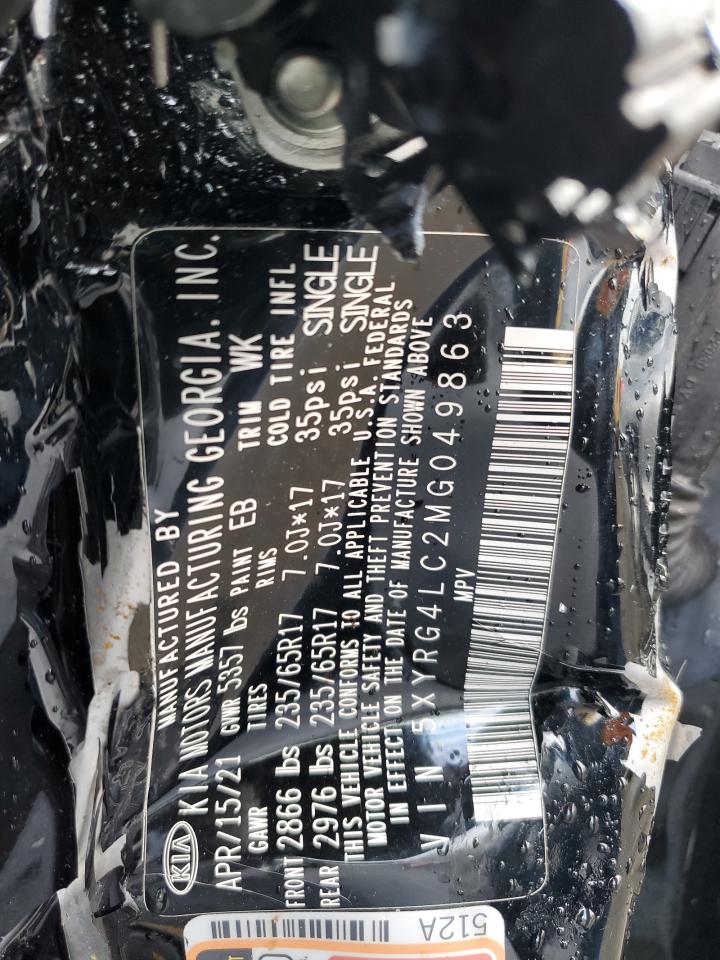 MANUFACTURED BY
KIA KIA MOTORS MANUFACTURING GEORGIA, INC.
APR/15/21 GVWR 5357 lbs PAINT EB TRIM WK
GAWR TIRES RIMS COLD TIRE INFL
FRONT 2866 lbs 235/65R17 7.0J*17 35psi SINGLE
REAR 2976 lbs 235/65R17 7.0J*17 35psi SINGLE
THIS VEHICLE CONFORMS TO ALL APPLICABLE U.S.A. FEDERAL
MOTOR VEHICLE SAFETY AND THEFT PREVENTION STANDARDS
IN EFFECT ON THE DATE OF MANUFACTURE SHOWN ABOVE
VIN 5XYRG4LC2MG049863
MPV
512A